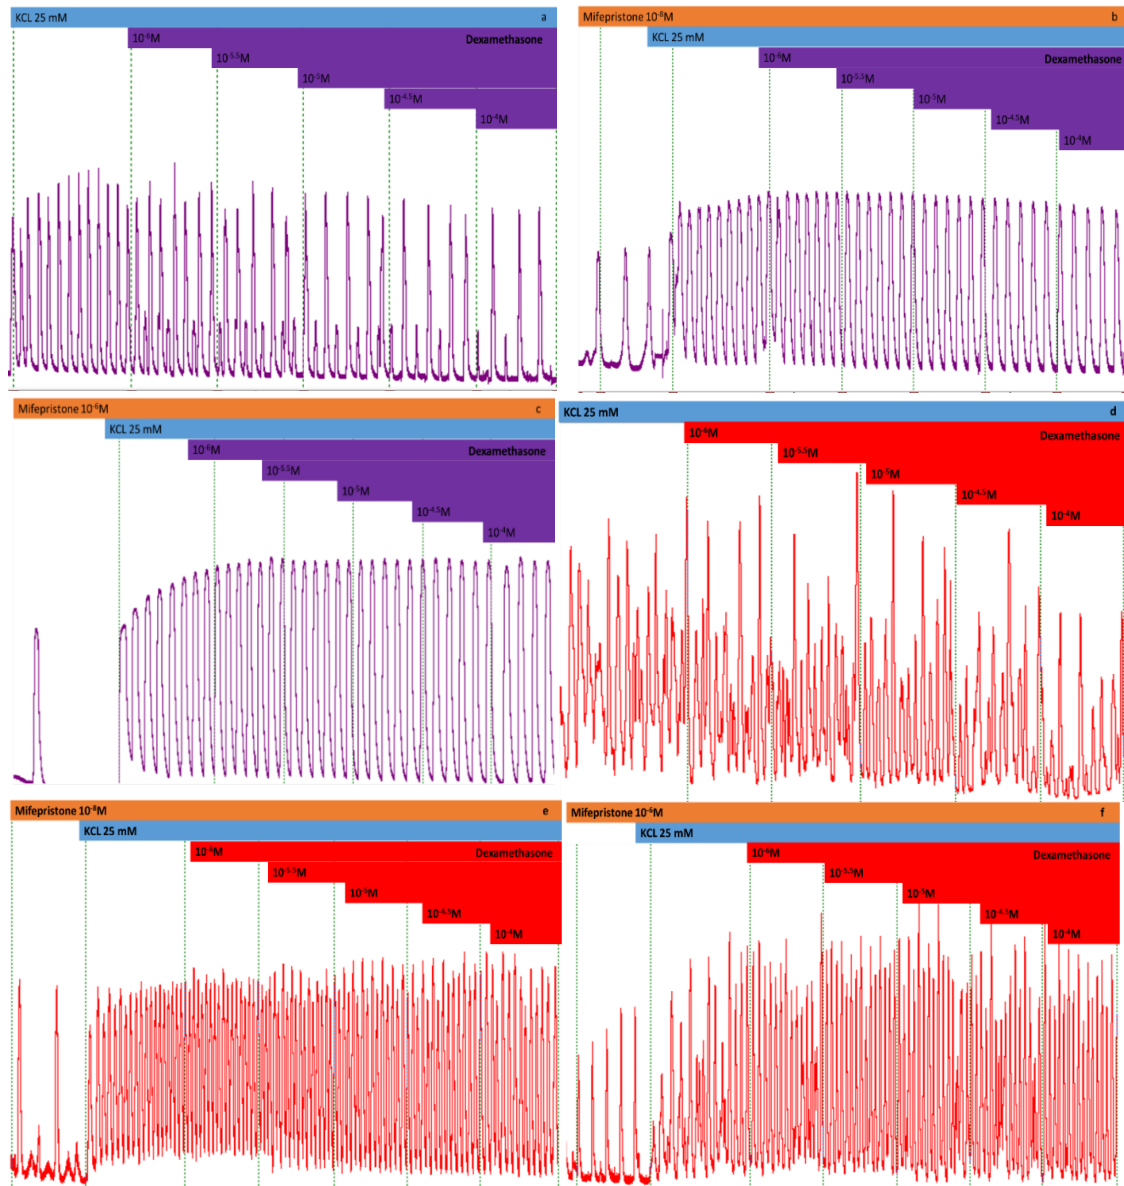 KCL 25 mM a
10-6M Dexamethasone
10-5.5M
10-5M
10-4.5M
10-4M
Mifepristone 10-8M b
KCL 25 mM
10-6M Dexamethasone
10-5.5M
10-5M
10-4.5M
10-4M
Mifepristone 10-6M c
KCL 25 mM
10-6M Dexamethasone
10-5.5M
10-5M
10-4.5M
10-4M
KCL 25 mM d
10-6M Dexamethasone
10-5.5M
10-5M
10-4.5M
10-4M
Mifepristone 10-8M e
KCL 25 mM
10-6M Dexamethasone
10-5.5M
10-5M
10-4.5M
10-4M
Mifepristone 10-6M f
KCL 25 mM
10-6M Dexamethasone
10-5.5M
10-5M
10-4.5M
10-4M